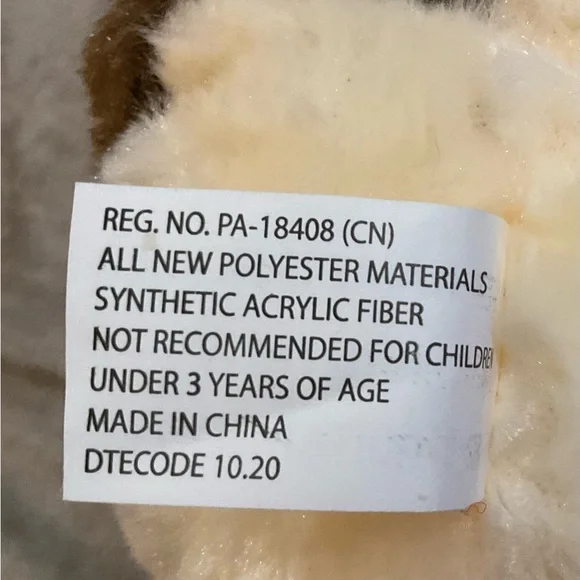 REG. NO. PA-18408 (CN)
ALL NEW POLYESTER MATERIALS
SYNTHETIC ACRYLIC FIBER
NOT RECOMMENDED FOR CHILDREN
UNDER 3 YEARS OF AGE
MADE IN CHINA
DTECODE 10.20